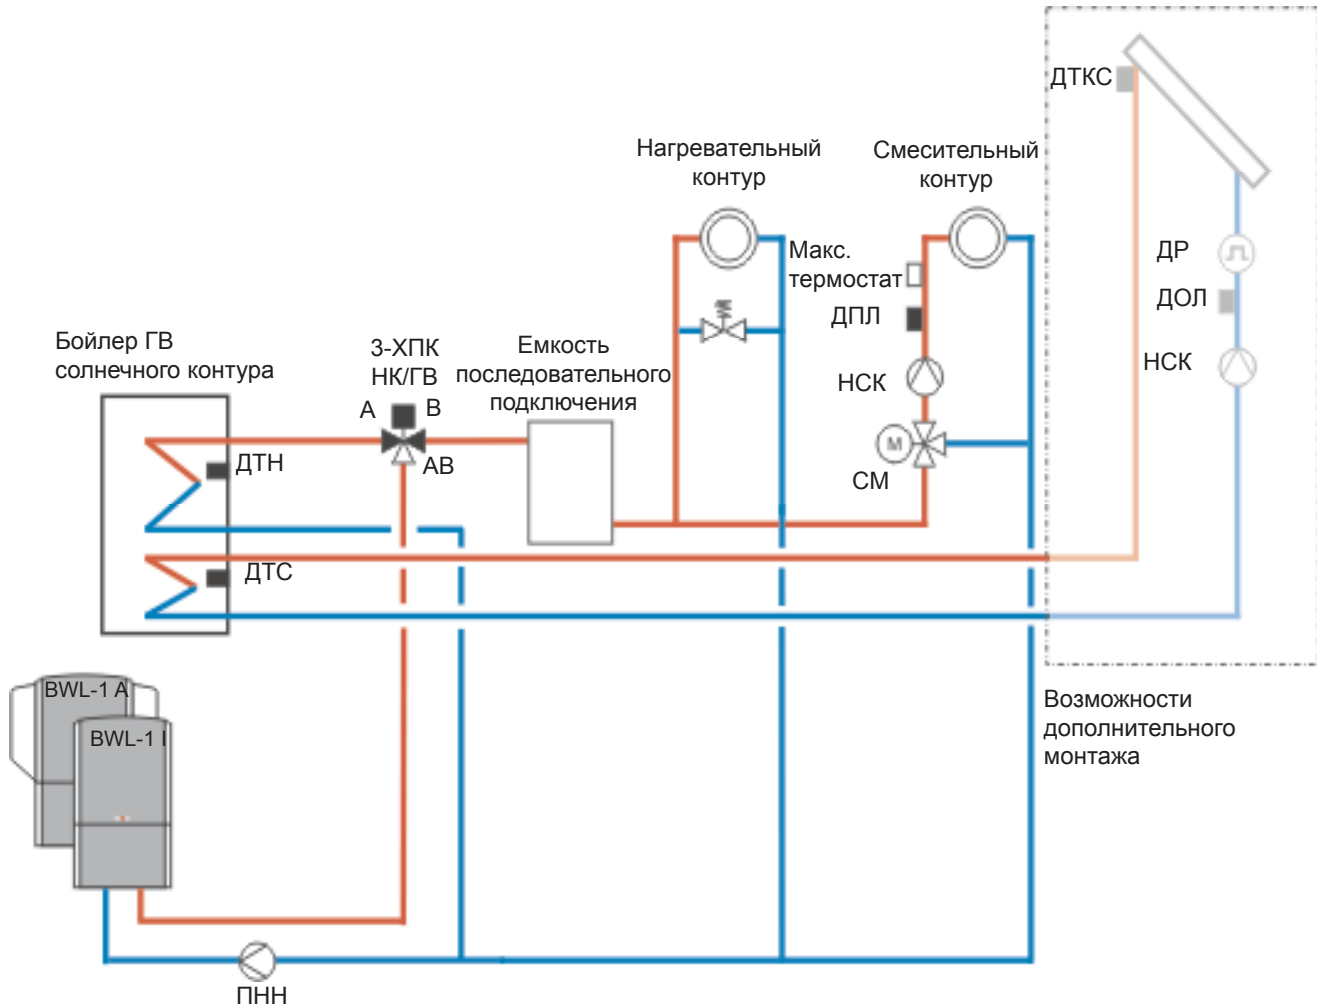 ДТКС
Нагревательный
контур
Смесительный
контур
Макс.
термостат
ДР
ДОЛ
ДПЛ
НСК
НСК
Бойлер ГВ
солнечного контура
3-ХПК
НК/ГВ
A
B
AB
Емкость
последовательного
подключения
ДТН
M
СМ
ДТС
BWL-1 A
BWL-1 I
Возможности
дополнительного
монтажа
ПНН